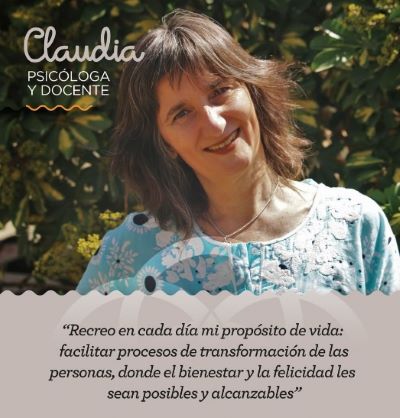 Claudia
PSICÓLOGA
Y DOCENTE
“Recreo en cada día mi propósito de vida:
facilitar procesos de transformación de las
personas, donde el bienestar y la felicidad les
sean posibles y alcanzables”